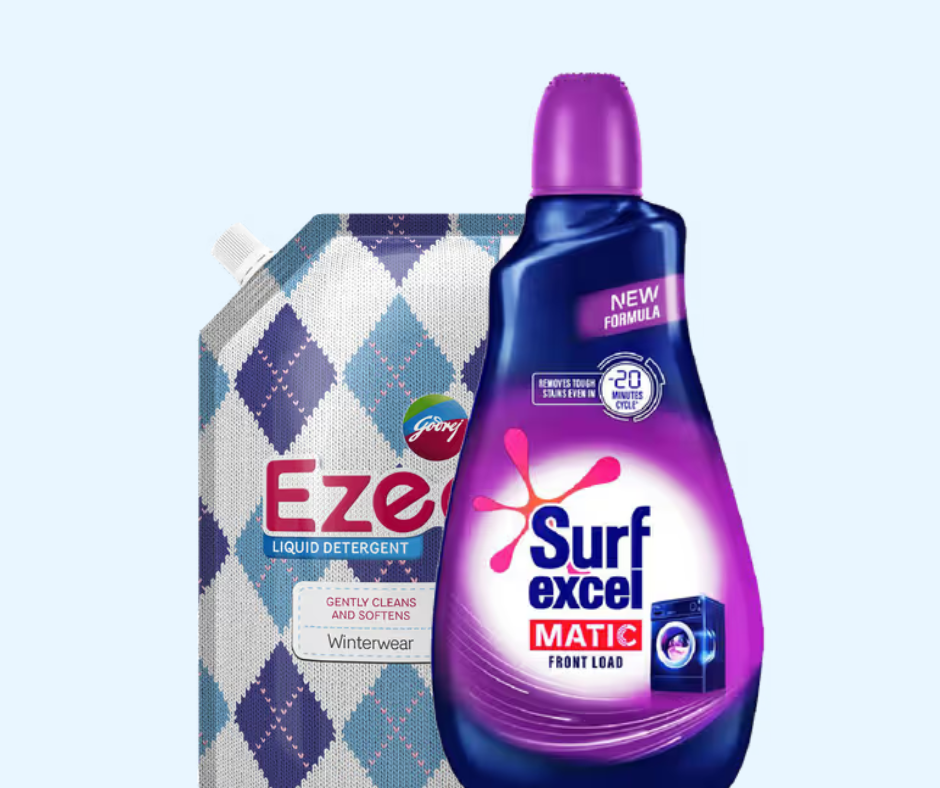 Godrej
Ezee
LIQUID DETERGENT
GENTLY CLEANS
AND SOFTENS
Winterwear
NEW
FORMULA
REMOVES TOUGH
STAINS EVEN IN
-20
MINUTES
CYCLE*
Surf
excel
MATIC
FRONT LOAD